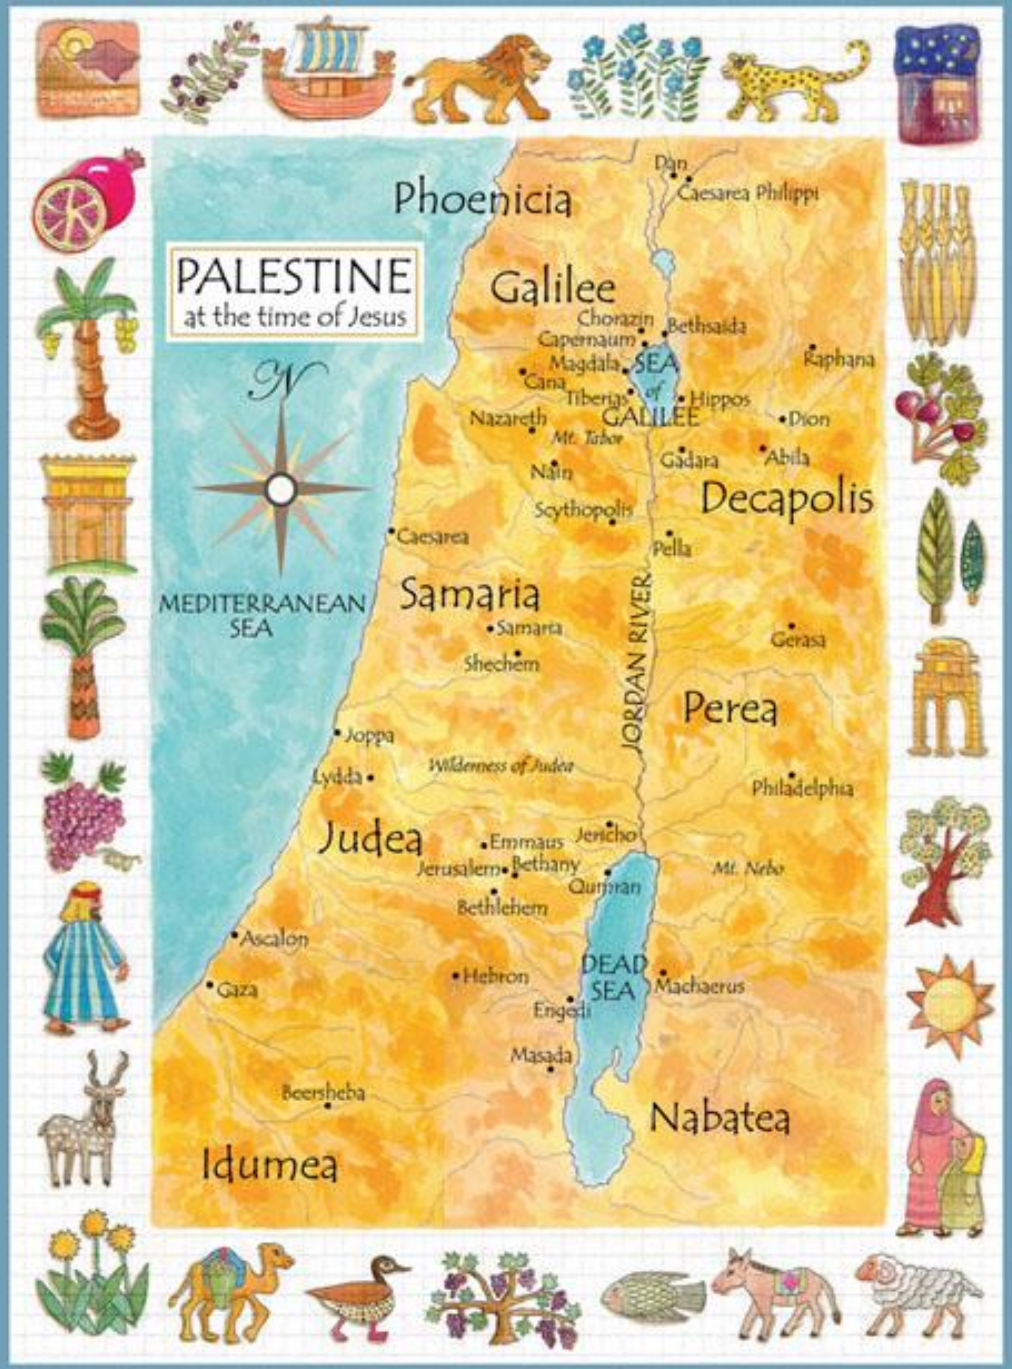 Dan
Caesarea Philippi
Phoenicia
PALESTINE
at the time of Jesus
Galilee
Chorazin
Bethsaida
Capernaum
Magdala
SEA
of
GALILEE
Raphana
Cana
Tiberias
Hippos
Nazareth
Dion
Mt. Tabor
Nain
Gadara
Abila
N
Decapolis
Scythopolis
Caesarea
Pella
MEDITERRANEAN
SEA
Samaria
Samaria
Shechem
JORDAN RIVER
Gerasa
Perea
Joppa
Lydda
Wilderness of Judea
Philadelphia
Judea
Emmaus
Jericho
Jerusalem
Bethany
Mt. Nebo
Qumran
Bethlehem
Ascalon
Hebron
DEAD
SEA
Machaerus
Gaza
Engedi
Masada
Beersheba
Nabatea
Idumea